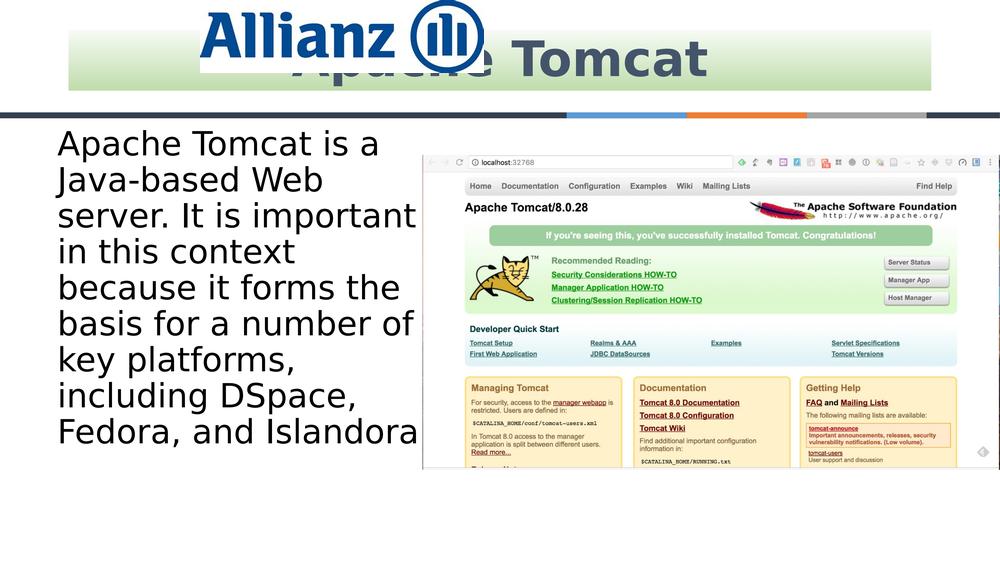 Allianz
Apache Tomcat
Apache Tomcat is a
Java-based Web
server. It is important
in this context
because it forms the
basis for a number of
key platforms,
including DSpace,
Fedora, and Islandora
localhost:32768
Home Documentation Configuration Examples Wiki Mailing Lists Find Help
Apache Tomcat/8.0.28
The Apache Software Foundation
http://www.apache.org/
If you're seeing this, you've successfully installed Tomcat. Congratulations!
TM
Recommended Reading:
Security Considerations HOW-TO
Manager Application HOW-TO
Clustering/Session Replication HOW-TO
Server Status
Manager App
Host Manager
Developer Quick Start
Tomcat Setup Realms & AAA Examples Servlet Specifications
First Web Application JDBC DataSources Tomcat Versions
Managing Tomcat
For security, access to the manager webapp is
restricted. Users are defined in:
$CATALINA_HOME/conf/tomcat-users.xml
In Tomcat 8.0 access to the manager
application is split between different users.
Read more...
Documentation
Tomcat 8.0 Documentation
Tomcat 8.0 Configuration
Tomcat Wiki
Find additional important configuration
information in:
$CATALINA_HOME/RUNNING.txt
Getting Help
FAQ and Mailing Lists
The following mailing lists are available:
tomcat-announce
Important announcements, releases, security
vulnerability notifications. (Low volume).
tomcat-users
User support and discussion